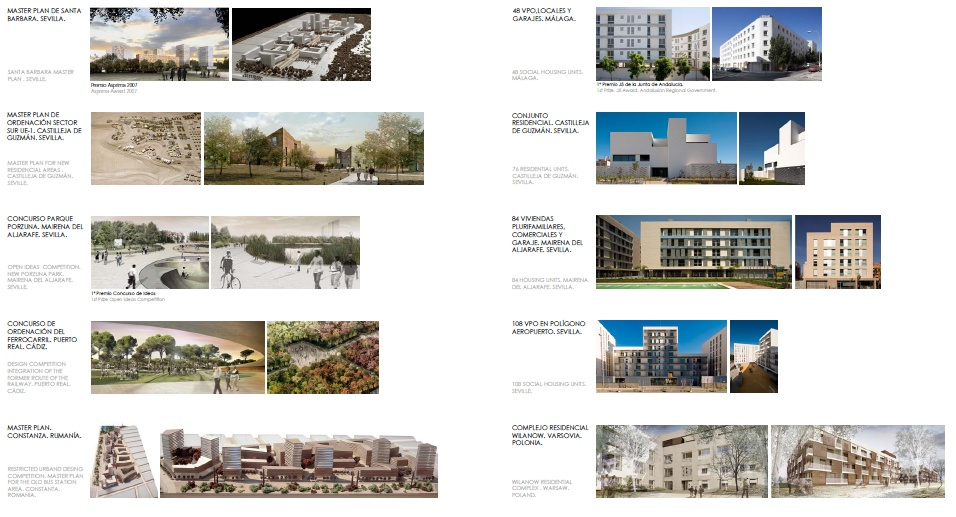 MASTER PLAN DE SANTA
BARBARA. SEVILLA.
SANTA BARBARA MASTER
PLAN . SEVILLE.
Premio Asprima 2007
Asprima Award 2007
MASTER PLAN DE
ORDENACIÓN SECTOR
SUR UE-1. CASTILLEJA DE
GUZMÁN. SEVILLA.
MASTER PLAN FOR NEW
RESIDENCIAL AREAS .
CASTILLEJA DE GUZMÁN.
SEVILLE.
CONCURSO PARQUE
PORZUNA. MAIRENA DEL
ALJARAFE. SEVILLA.
OPEN IDEAS COMPETITION.
NEW PORZUNA PARK.
MAIRENA DEL ALJARAFE.
SEVILLE.
1º Premio Concurso de Ideas
1st Prize Open Ideas Competition
CONCURSO DE
ORDENACIÓN DEL
FERROCARRIL. PUERTO
REAL. CÁDIZ.
DESIGN COMPETITION
INTEGRATION OF THE
FORMER ROUTE OF THE
RAILWAY. PUERTO REAL.
CÁDIZ.
MASTER PLAN.
CONSTANZA. RUMANÍA.
RESTRICTED URBAND DESING
COMPETITION. MASTER PLAN
FOR THE OLD BUS STATION
AREA. CONSTANTA.
ROMANIA.
48 VPO,LOCALES Y
GARAJES. MÁLAGA.
48 SOCIAL HOUSING UNITS.
MÁLAGA.
1º Premio J5 de la Junta de Andalucía.
1st Prize. J5 Award. Andalusian Regional Government.
CONJUNTO
RESIDENCIAL. CASTILLEJA
DE GUZMÁN. SEVILLA.
76 RESIDENTIAL UNITS.
CASTILLEJA DE GUZMÁN.
SEVILLA.
84 VIVIENDAS
PLURIFAMILIARES,
COMERCIALES Y
GARAJE. MAIRENA DEL
ALJARAFE. SEVILLA.
84 HOUSING UNITS. MAIRENA
DEL ALJARAFE. SEVILLA.
108 VPO EN POLÍGONO
AEROPUERTO. SEVILLA.
108 SOCIAL HOUSING UNITS.
SEVILLE.
COMPLEJO RESIDENCIAL
WILANOW. VARSOVIA.
POLONIA.
WILANOW RESIDENTIAL
COMPLEX . WARSAW.
POLAND.